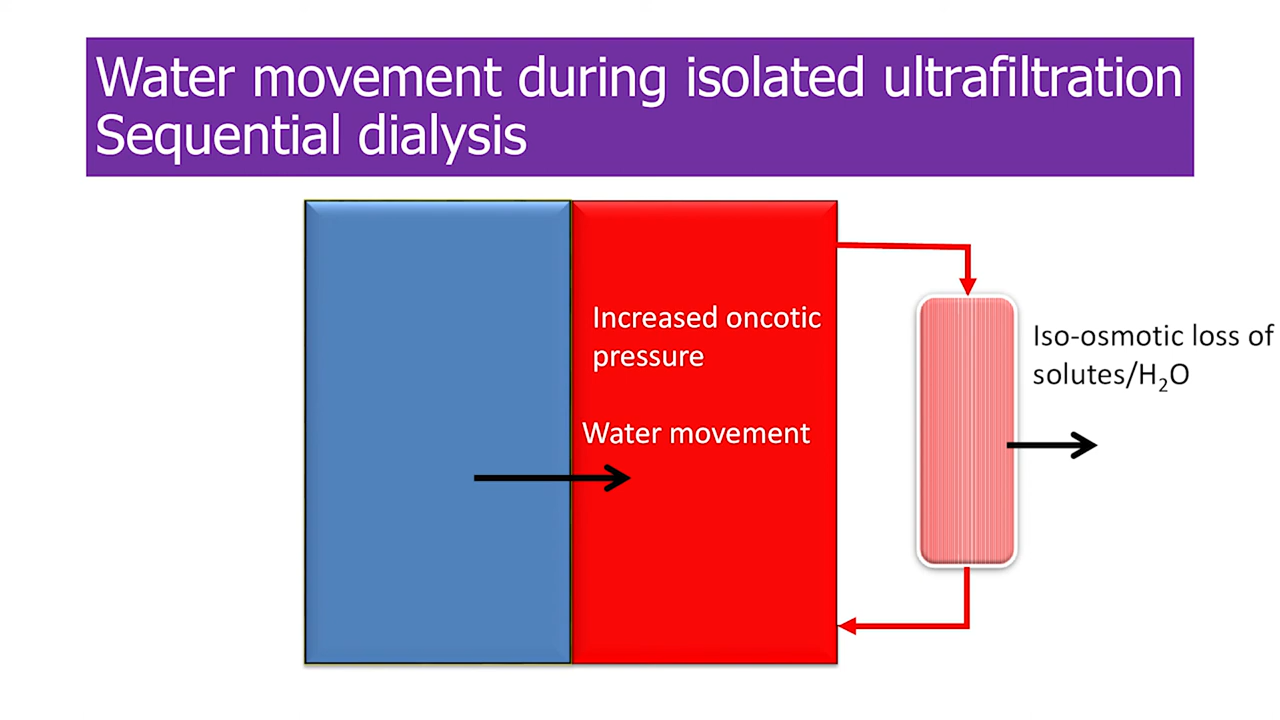 Water movement during isolated ultrafiltration
Sequential dialysis
Increased oncotic
pressure
Water movement
Iso-osmotic loss of
solutes/H₂O